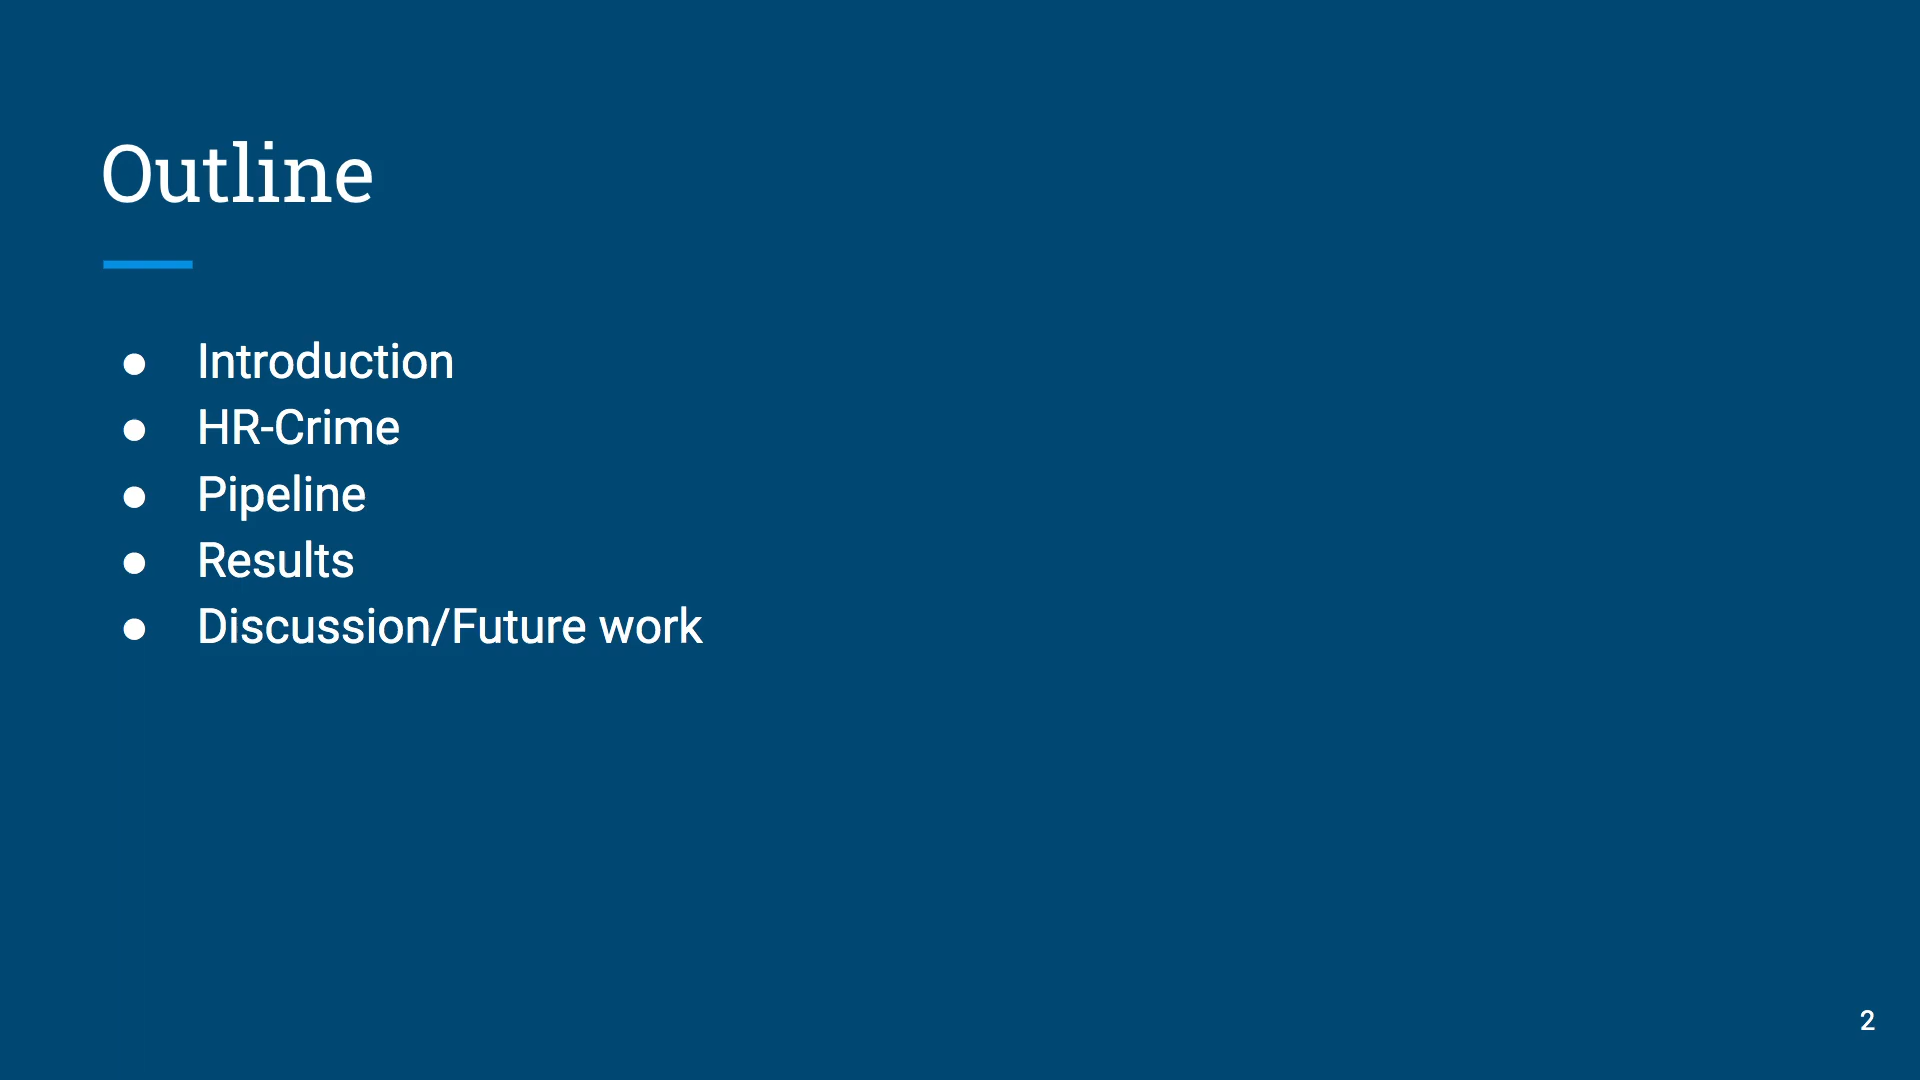 Outline
● Introduction
● HR-Crime
● Pipeline
● Results
● Discussion/Future work
2